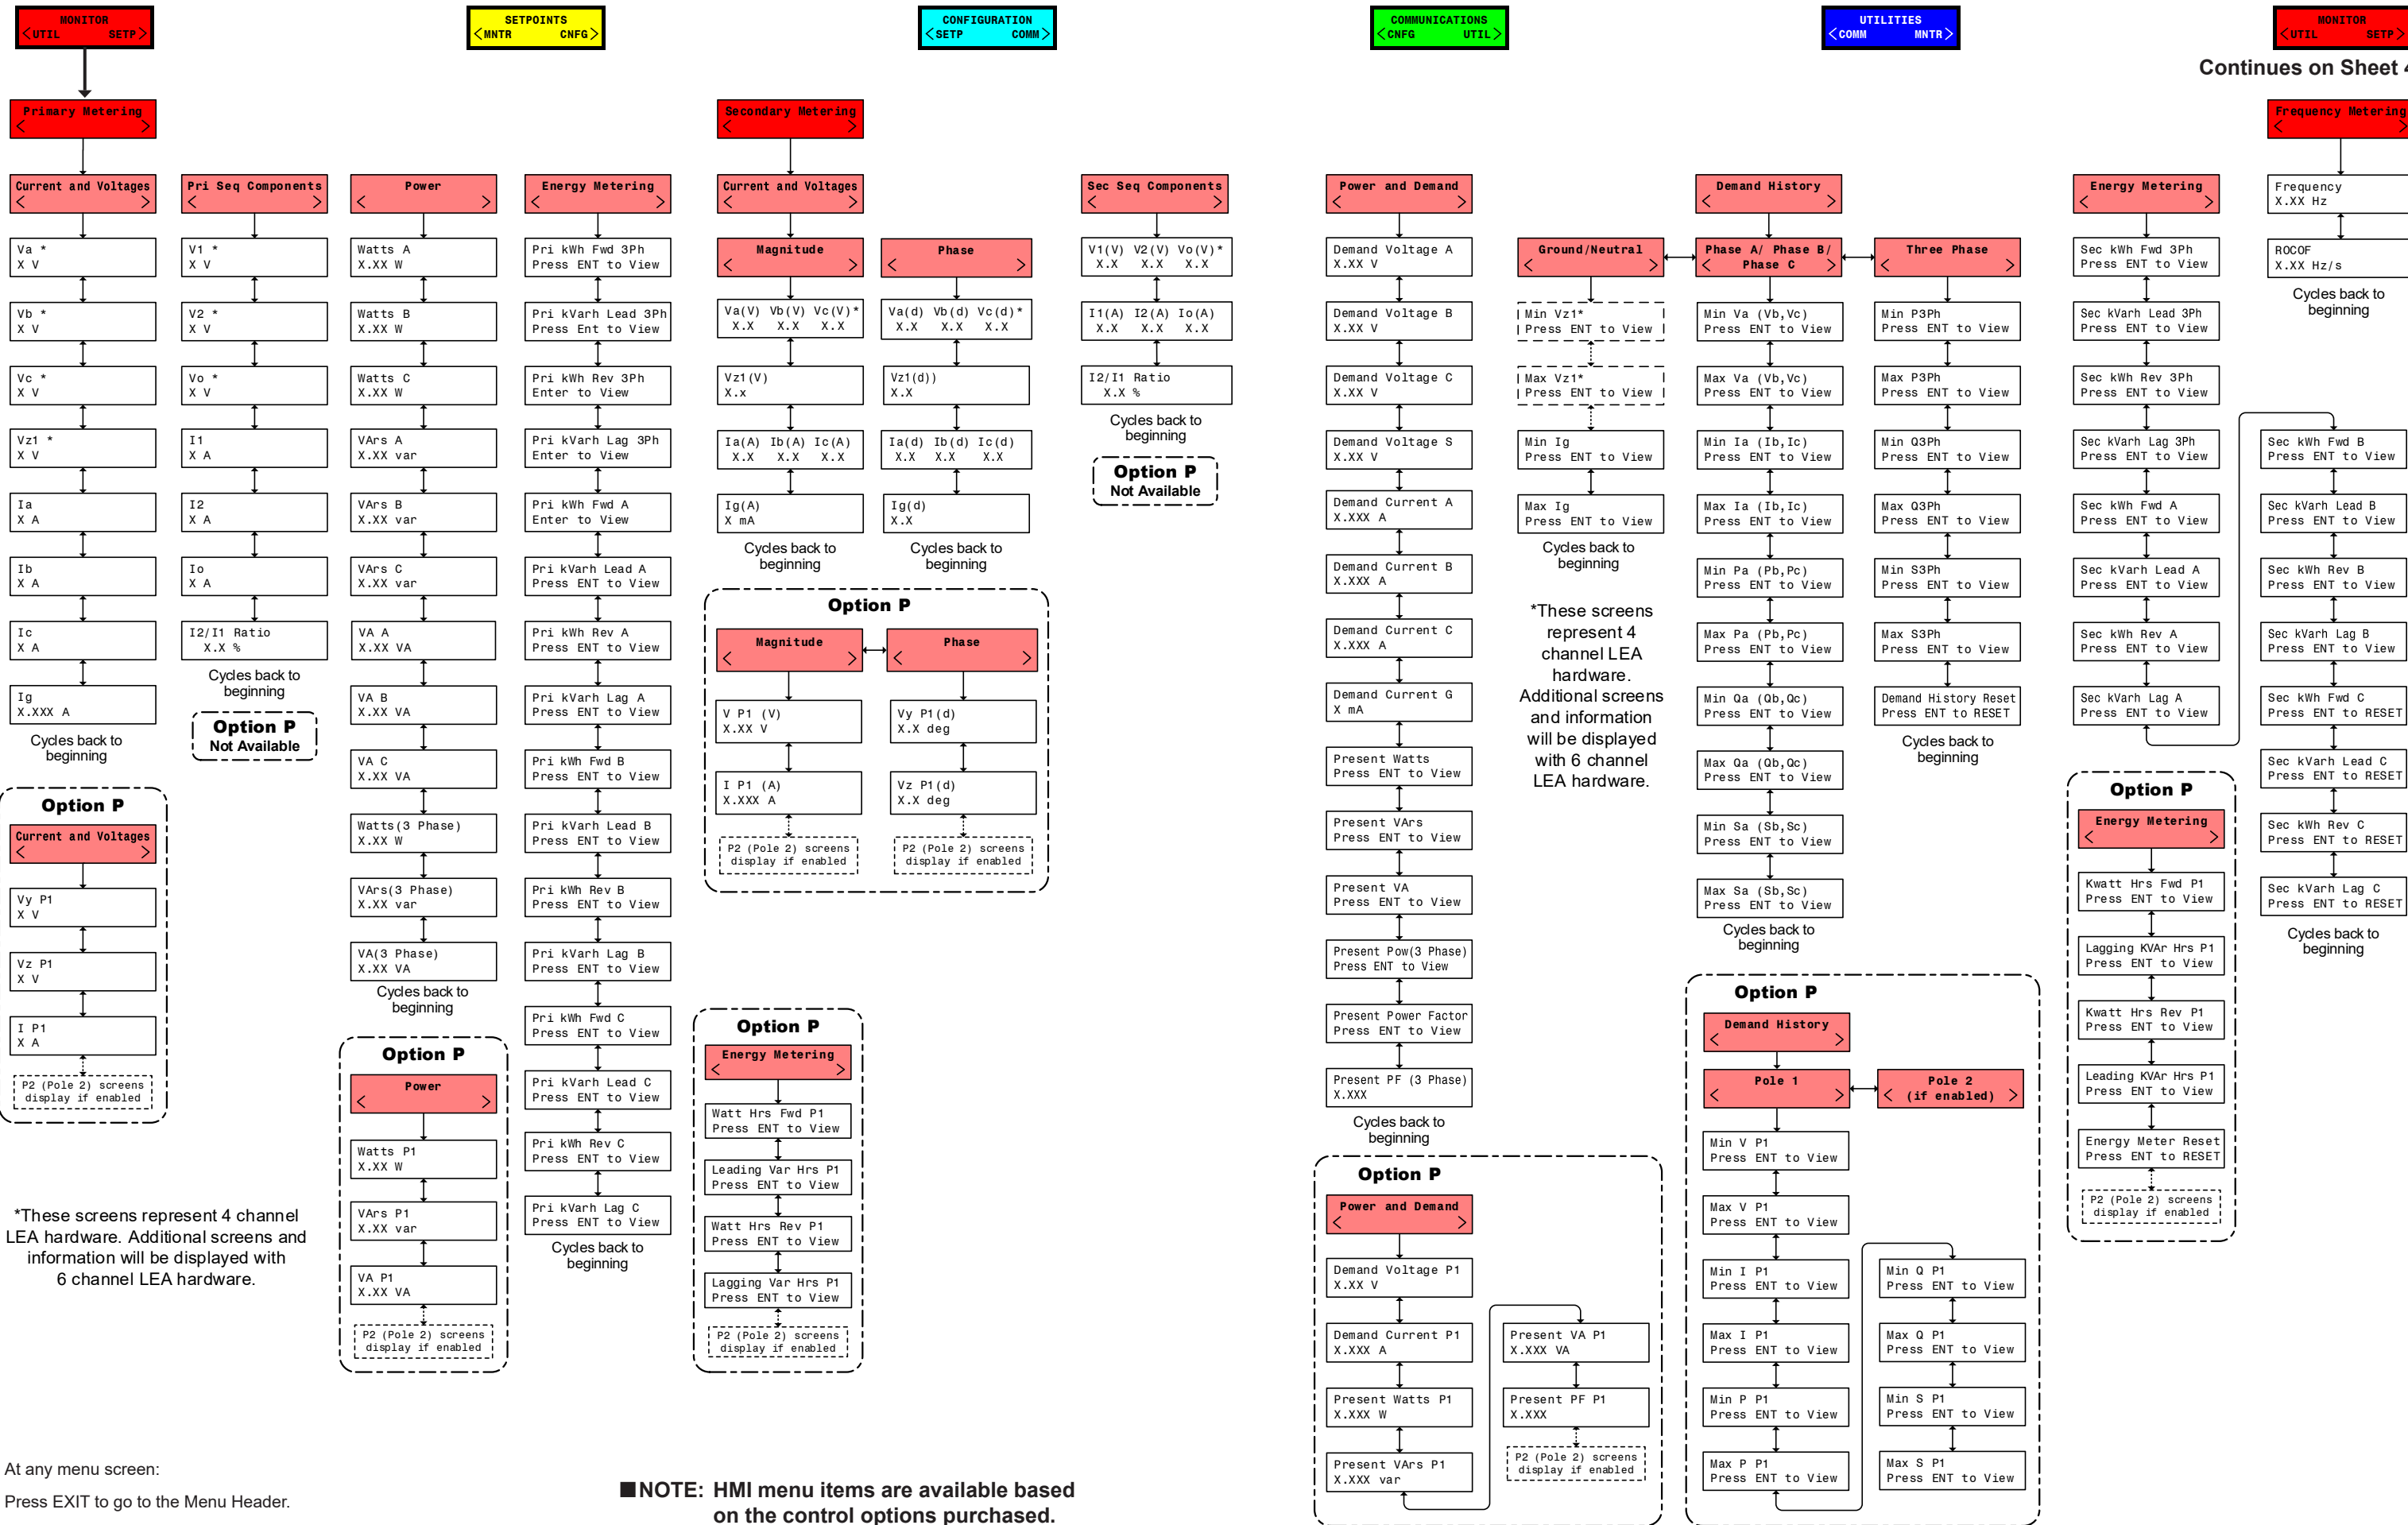 MONITOR
<UTIL SETP>
SETPOINTS
<MNTR CNFG>
CONFIGURATION
<SETP COMM>
COMMUNICATIONS
<CNFG UTIL>
UTILITIES
<COMM MNTR>
MONITOR
<UTIL SETP>
Continues on Sheet 4
Primary Metering
< >
Current and Voltages
< >
Va *
X V
Vb *
X V
Vc *
X V
Vz1 *
X V
Ia
X A
Ib
X A
Ic
X A
Ig
X.XXX A
Cycles back to
beginning
Option P
Current and Voltages
< >
Vy P1
X V
Vz P1
X V
I P1
X A
P2 (Pole 2) screens
display if enabled
*These screens represent 4 channel
LEA hardware. Additional screens and
information will be displayed with
6 channel LEA hardware.
Pri Seq Components
< >
V1 *
X V
V2 *
X V
Vo *
X V
I1
X A
I2
X A
Io
X A
I2/I1 Ratio
X.X %
Cycles back to
beginning
Option P
Not Available
Power
< >
Watts A
X.XX W
Watts B
X.XX W
Watts C
X.XX W
VArs A
X.XX var
VArs B
X.XX var
VArs C
X.XX var
VA A
X.XX VA
VA B
X.XX VA
VA C
X.XX VA
Watts(3 Phase)
X.XX W
VArs(3 Phase)
X.XX var
VA(3 Phase)
X.XX VA
Cycles back to
beginning
Option P
Power
< >
Watts P1
X.XX W
VArs P1
X.XX var
VA P1
X.XX VA
P2 (Pole 2) screens
display if enabled
Energy Metering
< >
Pri kWh Fwd 3Ph
Press ENT to View
Pri kVarh Lead 3Ph
Press Ent to View
Pri kWh Rev 3Ph
Enter to View
Pri kVarh Lag 3Ph
Enter to View
Pri kWh Fwd A
Enter to View
Pri kVarh Lead A
Press ENT to View
Pri kWh Rev A
Press ENT to View
Pri kVarh Lag A
Press ENT to View
Pri kWh Fwd B
Press ENT to View
Pri kVarh Lead B
Press ENT to View
Pri kWh Rev B
Press ENT to View
Pri kVarh Lag B
Press ENT to View
Pri kWh Fwd C
Press ENT to View
Pri kVarh Lead C
Press ENT to View
Pri kWh Rev C
Press ENT to View
Pri kVarh Lag C
Press ENT to View
Cycles back to
beginning
Option P
Energy Metering
< >
Watt Hrs Fwd P1
Press ENT to View
Leading Var Hrs P1
Press ENT to View
Watt Hrs Rev P1
Press ENT to View
Lagging Var Hrs P1
Press ENT to View
P2 (Pole 2) screens
display if enabled
Secondary Metering
< >
Current and Voltages
< >
Magnitude
< >
Va(V) Vb(V) Vc(V)*
X.X X.X X.X
Vz1(V)
X.x
Ia(A) Ib(A) Ic(A)
X.X X.X X.X
Ig(A)
X mA
Cycles back to
beginning
Phase
< >
Va(d) Vb(d) Vc(d)*
X.X X.X X.X
Vz1(d))
X.X
Ia(d) Ib(d) Ic(d)
X.X X.X X.X
Ig(d)
X.X
Cycles back to
beginning
Option P
Magnitude
< >
V P1 (V)
X.XX V
I P1 (A)
X.XXX A
P2 (Pole 2) screens
display if enabled
Phase
< >
Vy P1(d)
X.X deg
Vz P1(d)
X.X deg
P2 (Pole 2) screens
display if enabled
Sec Seq Components
< >
V1(V) V2(V) Vo(V)*
X.X X.X X.X
I1(A) I2(A) Io(A)
X.X X.X X.X
I2/I1 Ratio
X.X %
Cycles back to
beginning
Option P
Not Available
Power and Demand
< >
Demand Voltage A
X.XX V
Demand Voltage B
X.XX V
Demand Voltage C
X.XX V
Demand Voltage S
X.XX V
Demand Current A
X.XXX A
Demand Current B
X.XXX A
Demand Current C
X.XXX A
Demand Current G
X mA
Present Watts
Press ENT to View
Present VArs
Press ENT to View
Present VA
Press ENT to View
Present Pow(3 Phase)
Press ENT to View
Present Power Factor
Press ENT to View
Present PF (3 Phase)
X.XXX
Cycles back to
beginning
Option P
Power and Demand
< >
Demand Voltage P1
X.XX V
Demand Current P1
X.XXX A
Present Watts P1
X.XXX W
Present VArs P1
X.XXX var
Present VA P1
X.XXX VA
Present PF P1
X.XXX
P2 (Pole 2) screens
display if enabled
Demand History
< >
Ground/Neutral
< >
Min Vz1*
Press ENT to View
Max Vz1*
Press ENT to View
Min Ig
Press ENT to View
Max Ig
Press ENT to View
Cycles back to
beginning
*These screens
represent 4
channel LEA
hardware.
Additional screens
and information
will be displayed
with 6 channel
LEA hardware.
Phase A/ Phase B/
< Phase C >
Min Va (Vb,Vc)
Press ENT to View
Max Va (Vb,Vc)
Press ENT to View
Min Ia (Ib,Ic)
Press ENT to View
Max Ia (Ib,Ic)
Press ENT to View
Min Pa (Pb,Pc)
Press ENT to View
Max Pa (Pb,Pc)
Press ENT to View
Min Qa (Qb,Qc)
Press ENT to View
Max Qa (Qb,Qc)
Press ENT to View
Min Sa (Sb,Sc)
Press ENT to View
Max Sa (Sb,Sc)
Press ENT to View
Cycles back to
beginning
Three Phase
< >
Min P3Ph
Press ENT to View
Max P3Ph
Press ENT to View
Min Q3Ph
Press ENT to View
Max Q3Ph
Press ENT to View
Min S3Ph
Press ENT to View
Max S3Ph
Press ENT to View
Demand History Reset
Press ENT to RESET
Cycles back to
beginning
Option P
Demand History
< >
Pole 1
< >
Pole 2
< (if enabled) >
Min V P1
Press ENT to View
Max V P1
Press ENT to View
Min I P1
Press ENT to View
Max I P1
Press ENT to View
Min P P1
Press ENT to View
Max P P1
Press ENT to View
Min Q P1
Press ENT to View
Max Q P1
Press ENT to View
Min S P1
Press ENT to View
Max S P1
Press ENT to View
Energy Metering
< >
Sec kWh Fwd 3Ph
Press ENT to View
Sec kVarh Lead 3Ph
Press ENT to View
Sec kWh Rev 3Ph
Press ENT to View
Sec kVarh Lag 3Ph
Press ENT to View
Sec kWh Fwd A
Press ENT to View
Sec kVarh Lead A
Press ENT to View
Sec kWh Rev A
Press ENT to View
Sec kVarh Lag A
Press ENT to View
Sec kWh Fwd B
Press ENT to View
Sec kVarh Lead B
Press ENT to View
Sec kWh Rev B
Press ENT to View
Sec kVarh Lag B
Press ENT to View
Sec kWh Fwd C
Press ENT to RESET
Sec kVarh Lead C
Press ENT to RESET
Sec kWh Rev C
Press ENT to RESET
Sec kVarh Lag C
Press ENT to RESET
Cycles back to
beginning
Option P
Energy Metering
< >
Kwatt Hrs Fwd P1
Press ENT to View
Lagging KVAr Hrs P1
Press ENT to View
Kwatt Hrs Rev P1
Press ENT to View
Leading KVAr Hrs P1
Press ENT to View
Energy Meter Reset
Press ENT to RESET
P2 (Pole 2) screens
display if enabled
Frequency Metering
< >
Frequency
X.XX Hz
ROCOF
X.XX Hz/s
Cycles back to
beginning
At any menu screen:
Press EXIT to go to the Menu Header.
■NOTE: HMI menu items are available based
on the control options purchased.